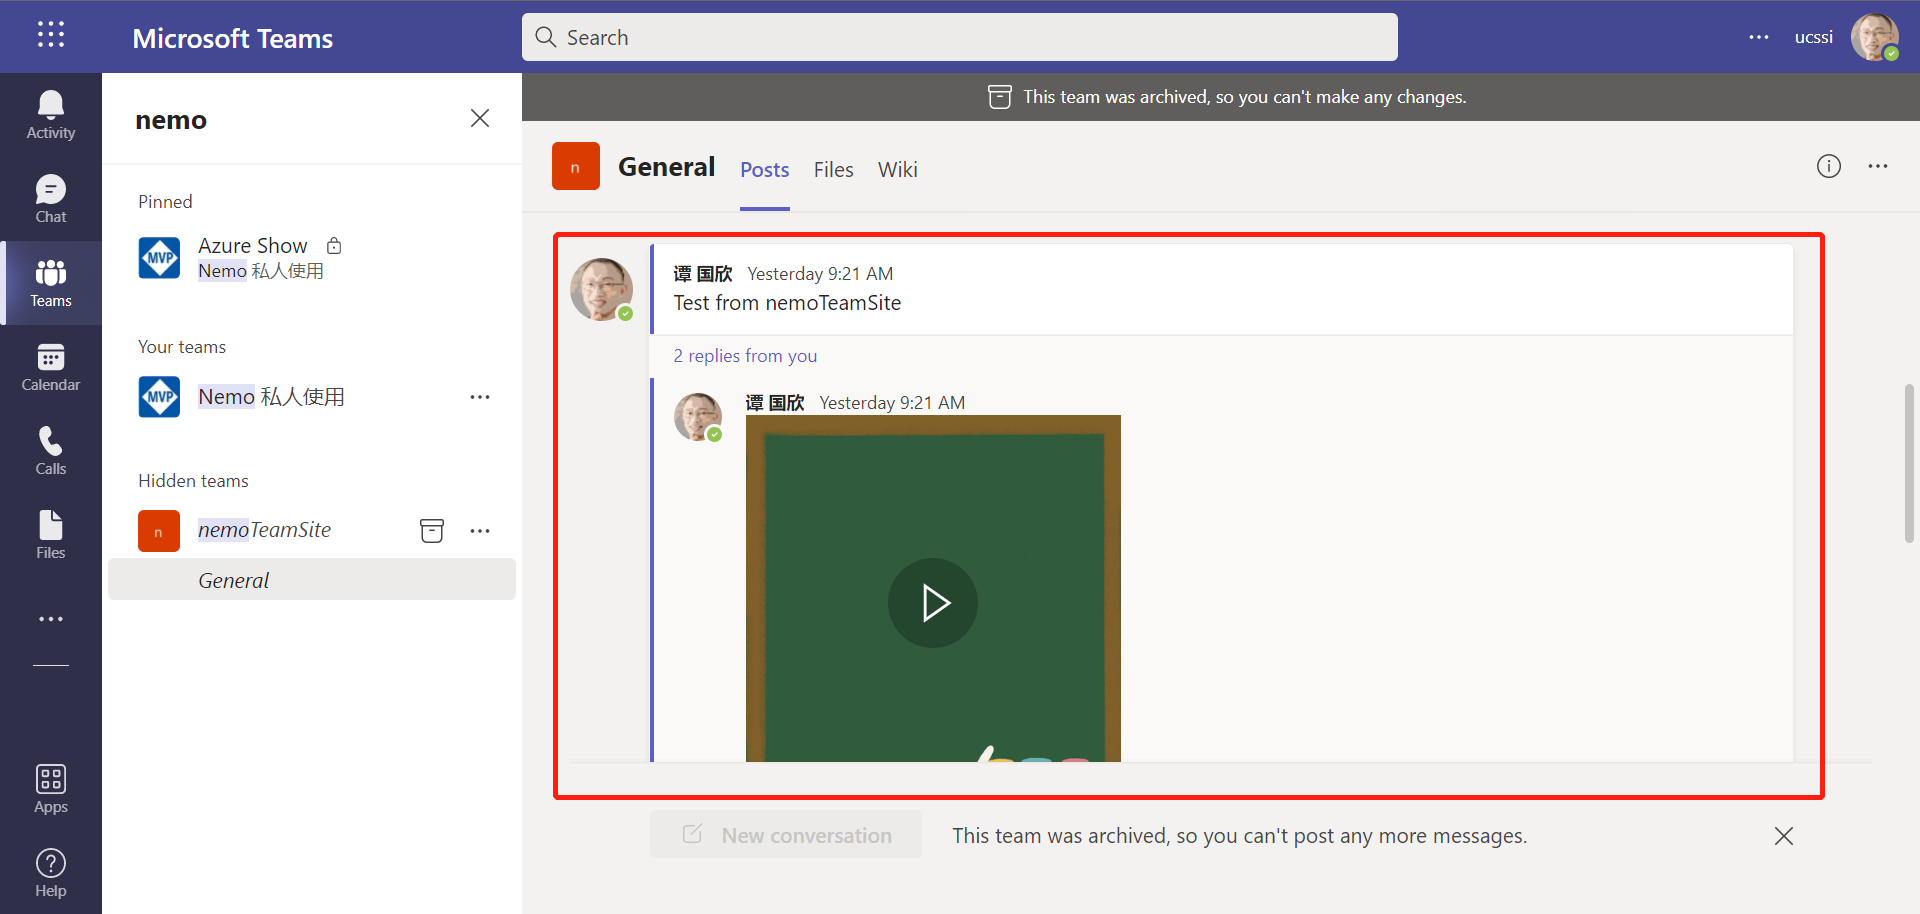 Microsoft Teams
Search
ucssi
Activity
Chat
Teams
Calendar
Calls
Files
Apps
Help
nemo
Pinned
MVP
Azure Show
Nemo 私人使用
Your teams
MVP
Nemo 私人使用
Hidden teams
n
nemoTeamSite
General
This team was archived, so you can't make any changes.
n
General
Posts
Files
Wiki
谭 国欣 Yesterday 9:21 AM
Test from nemoTeamSite
2 replies from you
谭 国欣 Yesterday 9:21 AM
New conversation
This team was archived, so you can't post any more messages.